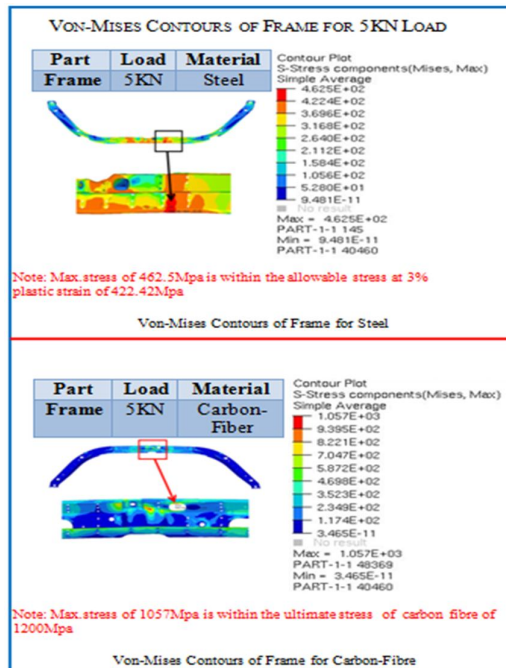 VON-MISES CONTOURS OF FRAME FOR 5KN LOAD
Part Load Material
Frame 5KN Steel
Contour Plot
S-Stress components(Mises, Max)
Simple Average
4.625E+02
4.224E+02
3.696E+02
3.168E+02
2.640E+02
2.112E+02
1.584E+02
1.056E+02
5.280E+01
9.481E-11
No result
Max = 4.625E+02
PART-1-1 145
Min = 9.481E-11
PART-1-1 40460
Note: Max.stress of 462.5Mpa is within the allowable stress at 3%
plastic strain of 422.42Mpa
Von-Mises Contours of Frame for Steel
Part Load Material
Frame 5KN Carbon-
Fiber
Contour Plot
S-Stress components(Mises, Max)
Simple Average
1.057E+03
9.395E+02
8.221E+02
7.047E+02
5.872E+02
4.698E+02
3.523E+02
2.349E+02
1.174E+02
3.465E-11
No result
Max = 1.057E+03
PART-1-1 48369
Min = 3.465E-11
PART-1-1 40460
Note: Max.stress of 1057Mpa is within the ultimate stress of carbon fibre of
1200Mpa
Von-Mises Contours of Frame for Carbon-Fibre